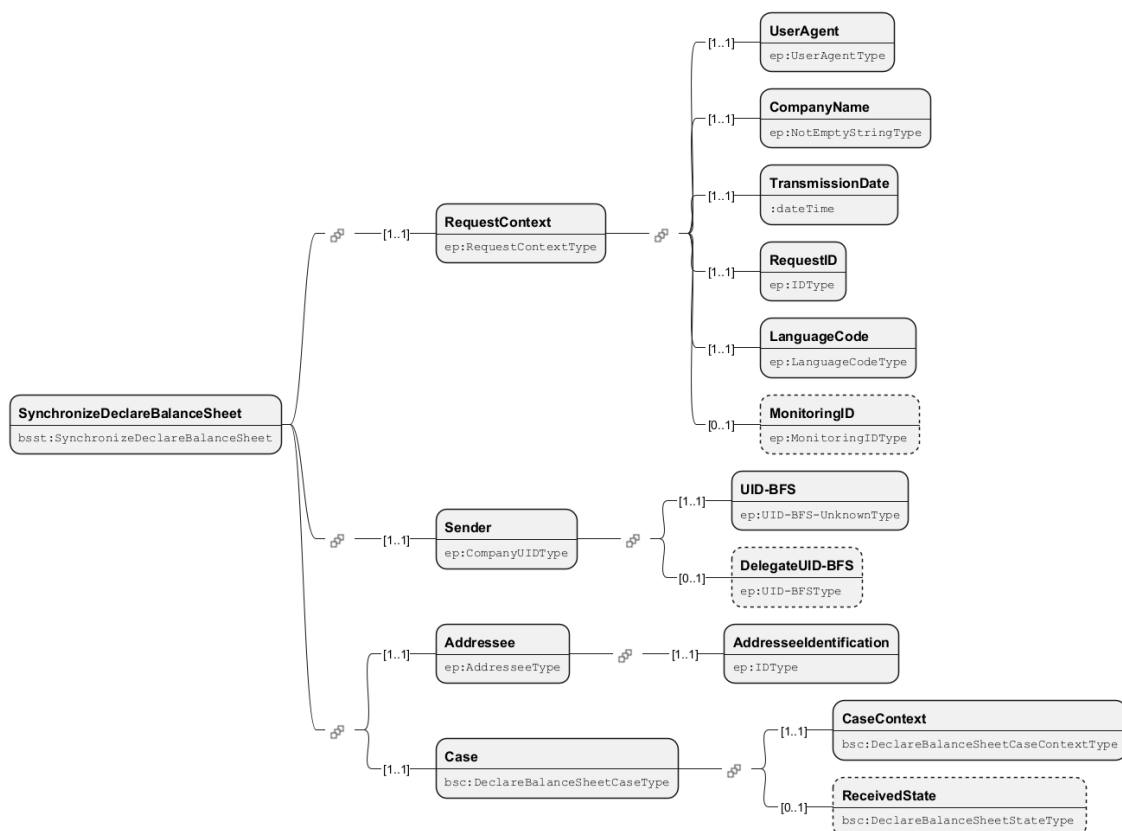 UserAgent
[1..1]
ep:UserAgentType
CompanyName
[1..1]
ep:NotEmptyStringType
TransmissionDate
[1..1]
:dateTime
RequestContext
[1..1]
ep:RequestContextType
RequestID
[1..1]
ep:IDType
LanguageCode
[1..1]
ep:LanguageCodeType
SynchronizeDeclareBalanceSheet
bsst:SynchronizeDeclareBalanceSheet
MonitoringID
[0..1]
ep:MonitoringIDType
UID-BFS
[1..1]
ep:UID-BFS-UnknownType
Sender
[1..1]
ep:CompanyUIDType
DelegateUID-BFS
[0..1]
ep:UID-BFSType
Addressee
[1..1]
ep:AddresseeType
AddresseeIdentification
[1..1]
ep:IDType
CaseContext
[1..1]
bsc:DeclareBalanceSheetCaseContextType
Case
[1..1]
bsc:DeclareBalanceSheetCaseType
ReceivedState
[0..1]
bsc:DeclareBalanceSheetStateType